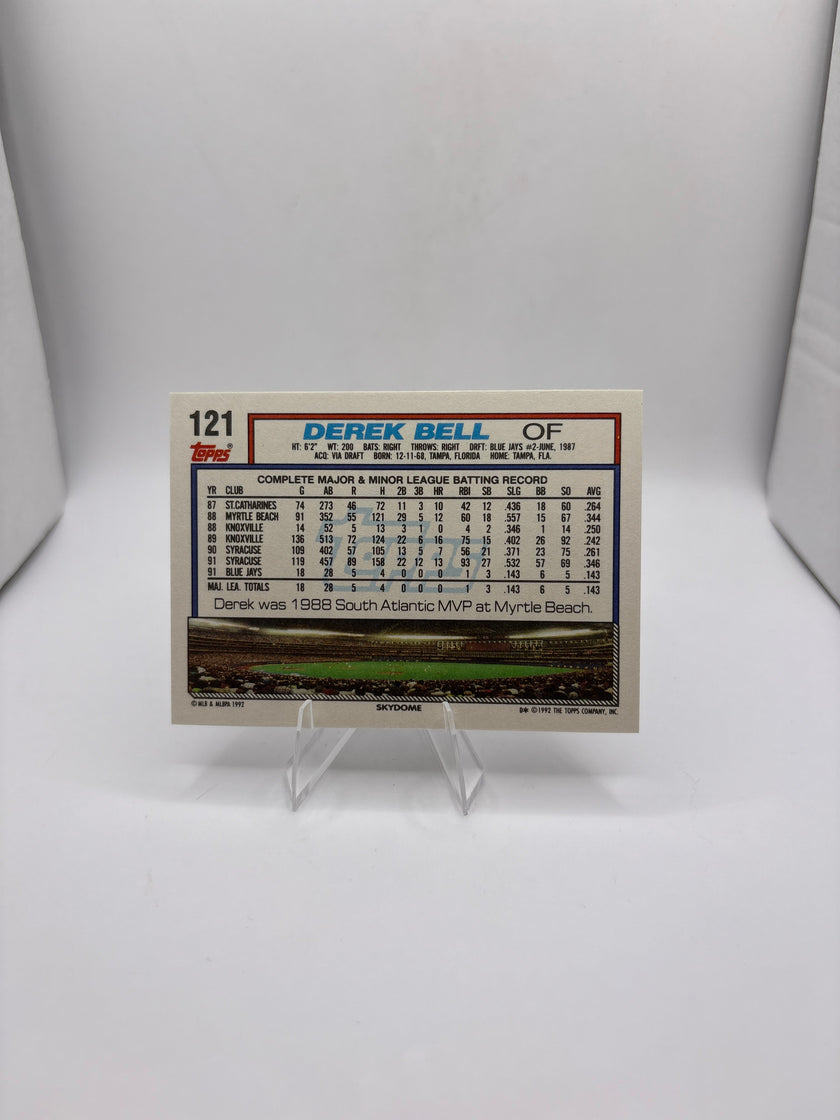 121 DEREK BELL OF
Topps®
HT: 6'2" WT: 200 BATS: RIGHT THROWS: RIGHT DRFT: BLUE JAYS #2-JUNE, 1987
ACQ: VIA DRAFT BORN: 12-11-68, TAMPA, FLORIDA HOME: TAMPA, FLA.
COMPLETE MAJOR & MINOR LEAGUE BATTING RECORD
YR CLUB G AB R H 2B 3B HR RBI SB SLG BB SO AVG
87 ST.CATHARINES 74 273 46 72 11 3 10 42 12 .436 18 60 .264
88 MYRTLE BEACH 91 352 55 121 29 5 12 60 18 .557 15 67 .344
88 KNOXVILLE 14 52 5 13 3 1 0 4 2 .346 1 14 .250
89 KNOXVILLE 136 513 72 124 22 6 16 75 15 .402 26 92 .242
90 SYRACUSE 109 402 57 105 13 5 7 56 21 .371 23 75 .261
91 SYRACUSE 119 457 89 158 22 12 13 93 27 .532 57 69 .346
91 BLUE JAYS 18 28 5 4 0 0 0 1 3 .143 6 5 .143
MAJ. LEA. TOTALS 18 28 5 4 0 0 0 1 3 .143 6 5 .143
Derek was 1988 South Atlantic MVP at Myrtle Beach.
© MLB & MLBPA 1992 SKYDOME D* © 1992 THE TOPPS COMPANY, INC.